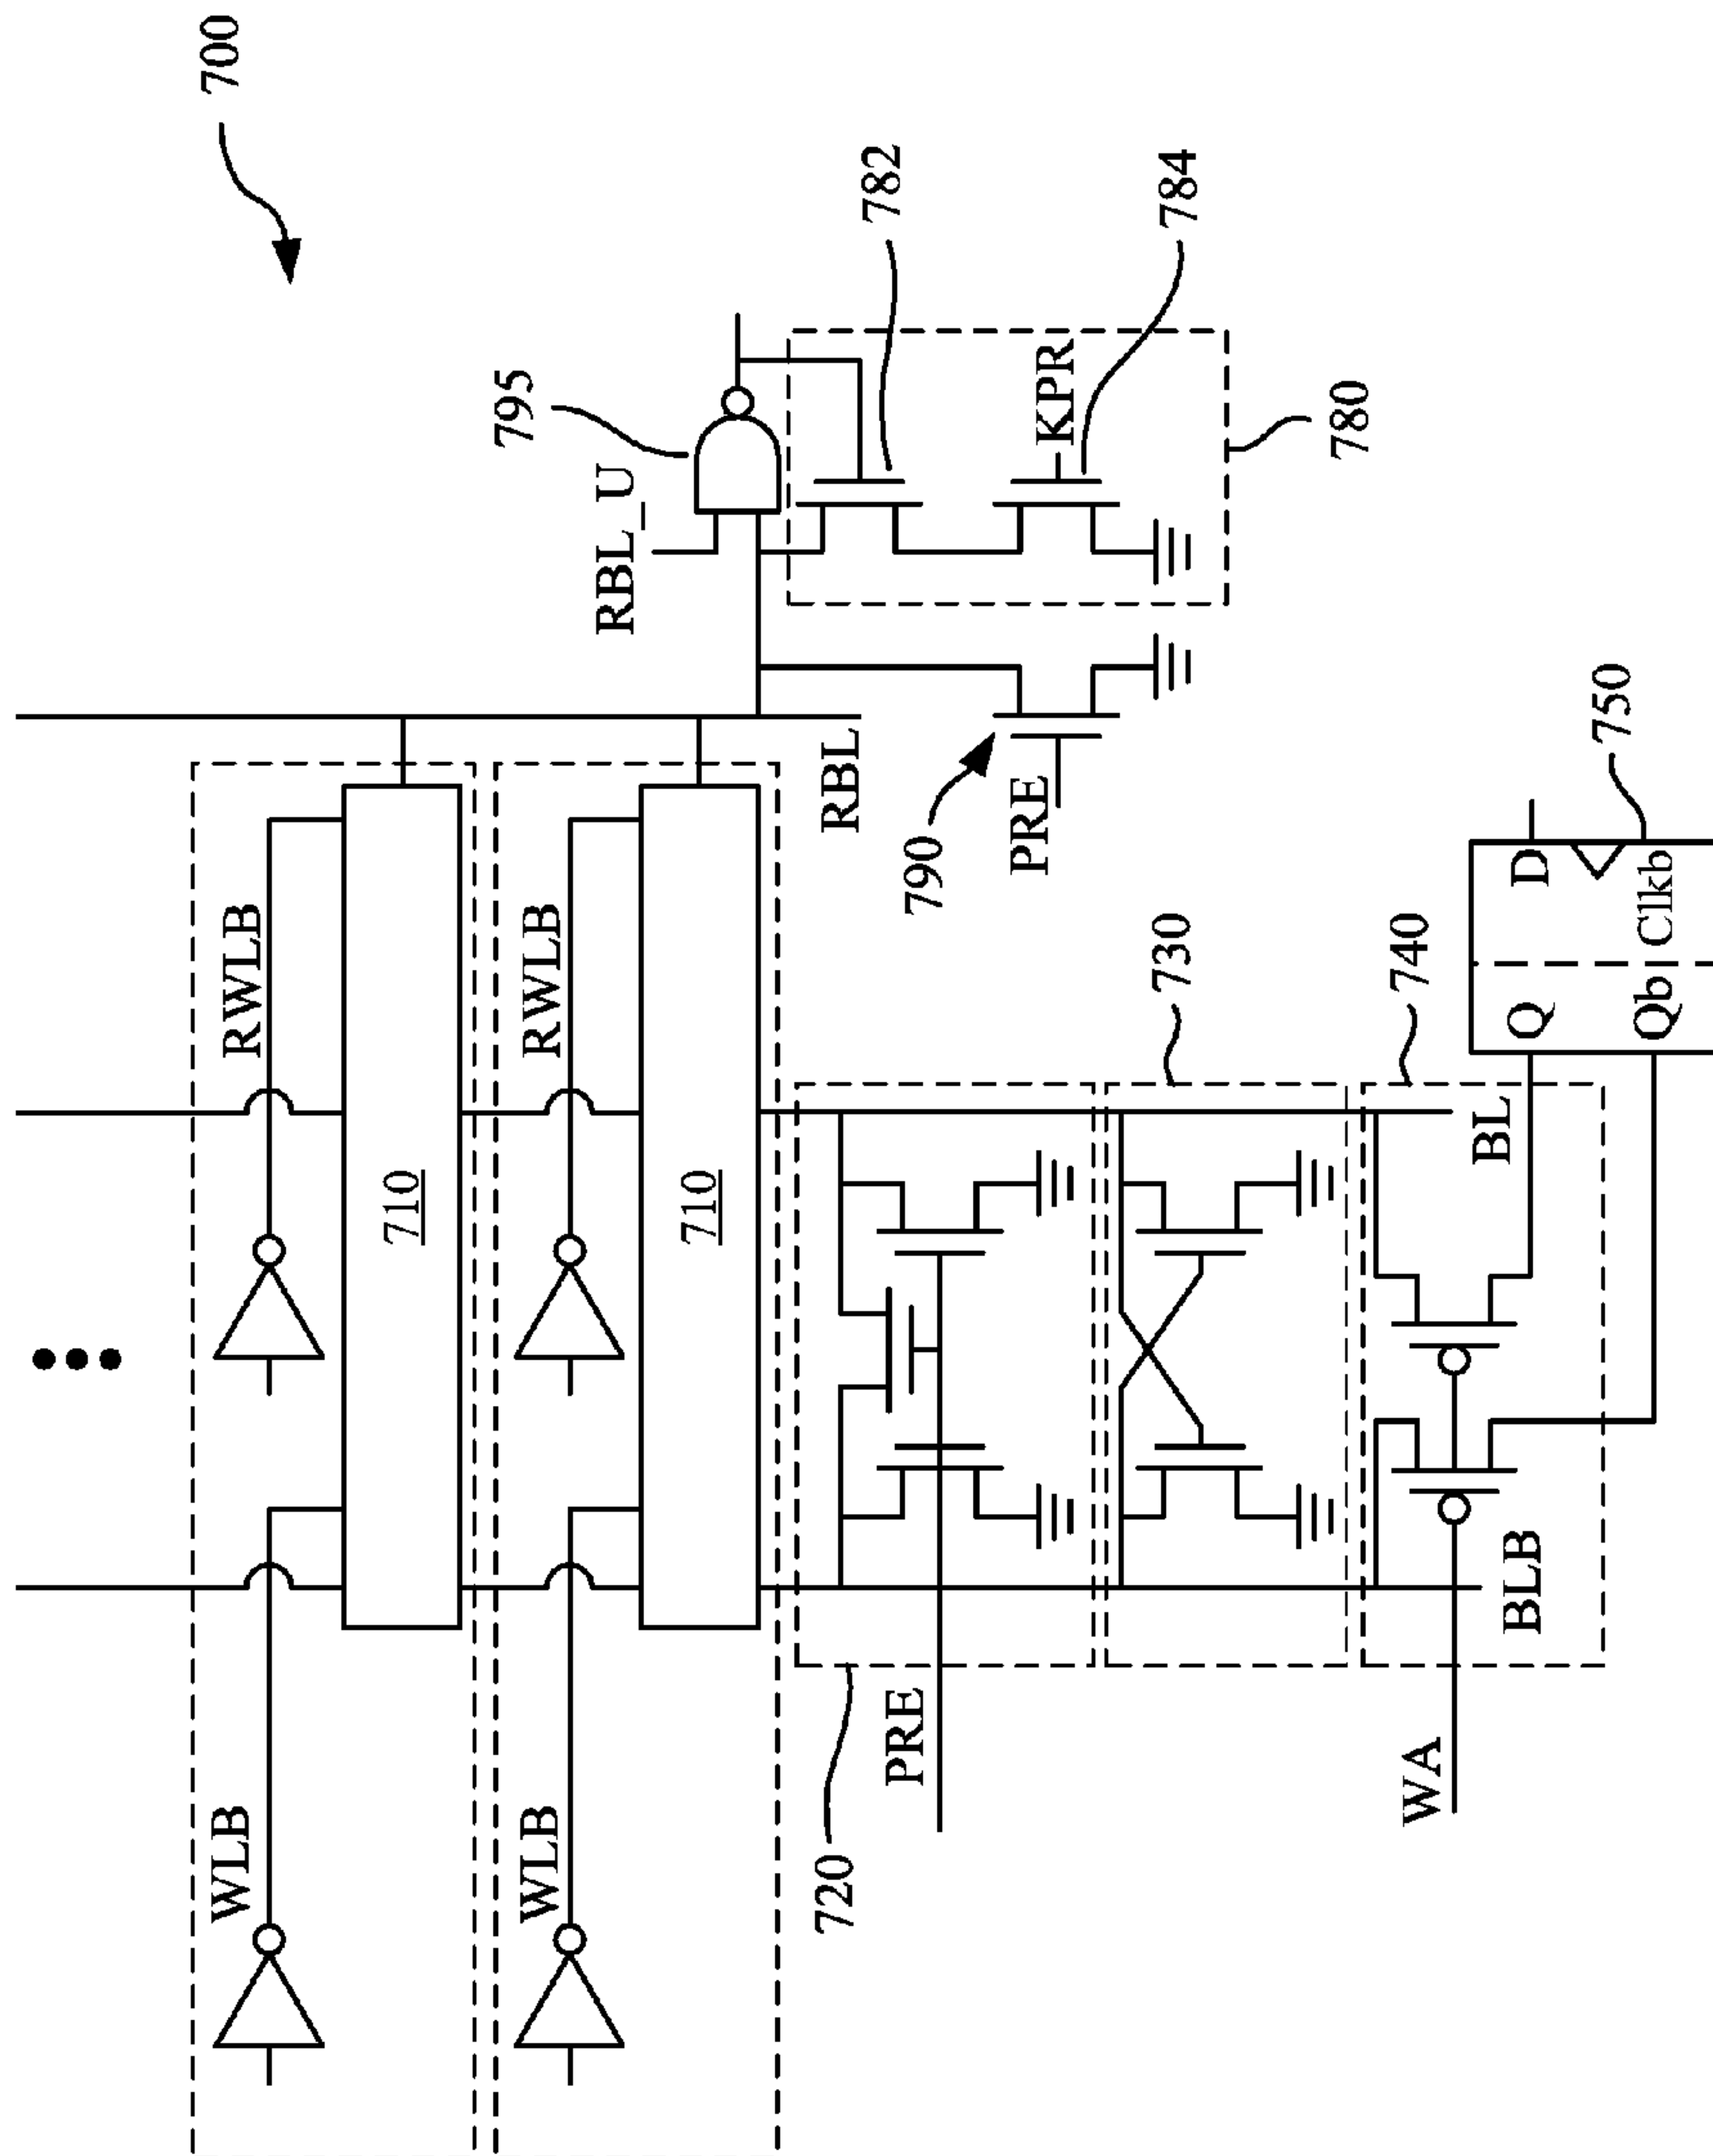 700
WLB
RWLB
710
WLB
RWLB
710
RBL
RBL_U
795
782
KPR
784
780
790
PRE
720
PRE
730
740
WA
BLB
BL
750
Q
D
Qb
Clkb